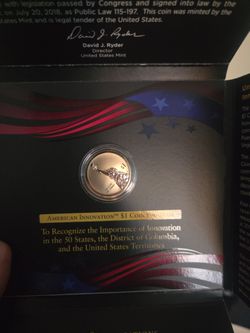 with legislation passed by Congress and signed into law by the
on July 20, 2018, as Public Law 115-197. This coin was minted by the
States Mint and is legal tender of the United States.
David J. Ryder
David J. Ryder
Director
United States Mint
American Innovation™ $1 Coin
To Recognize the Importance of Innovation
in the 50 States, the District of Columbia,
and the United States Territories